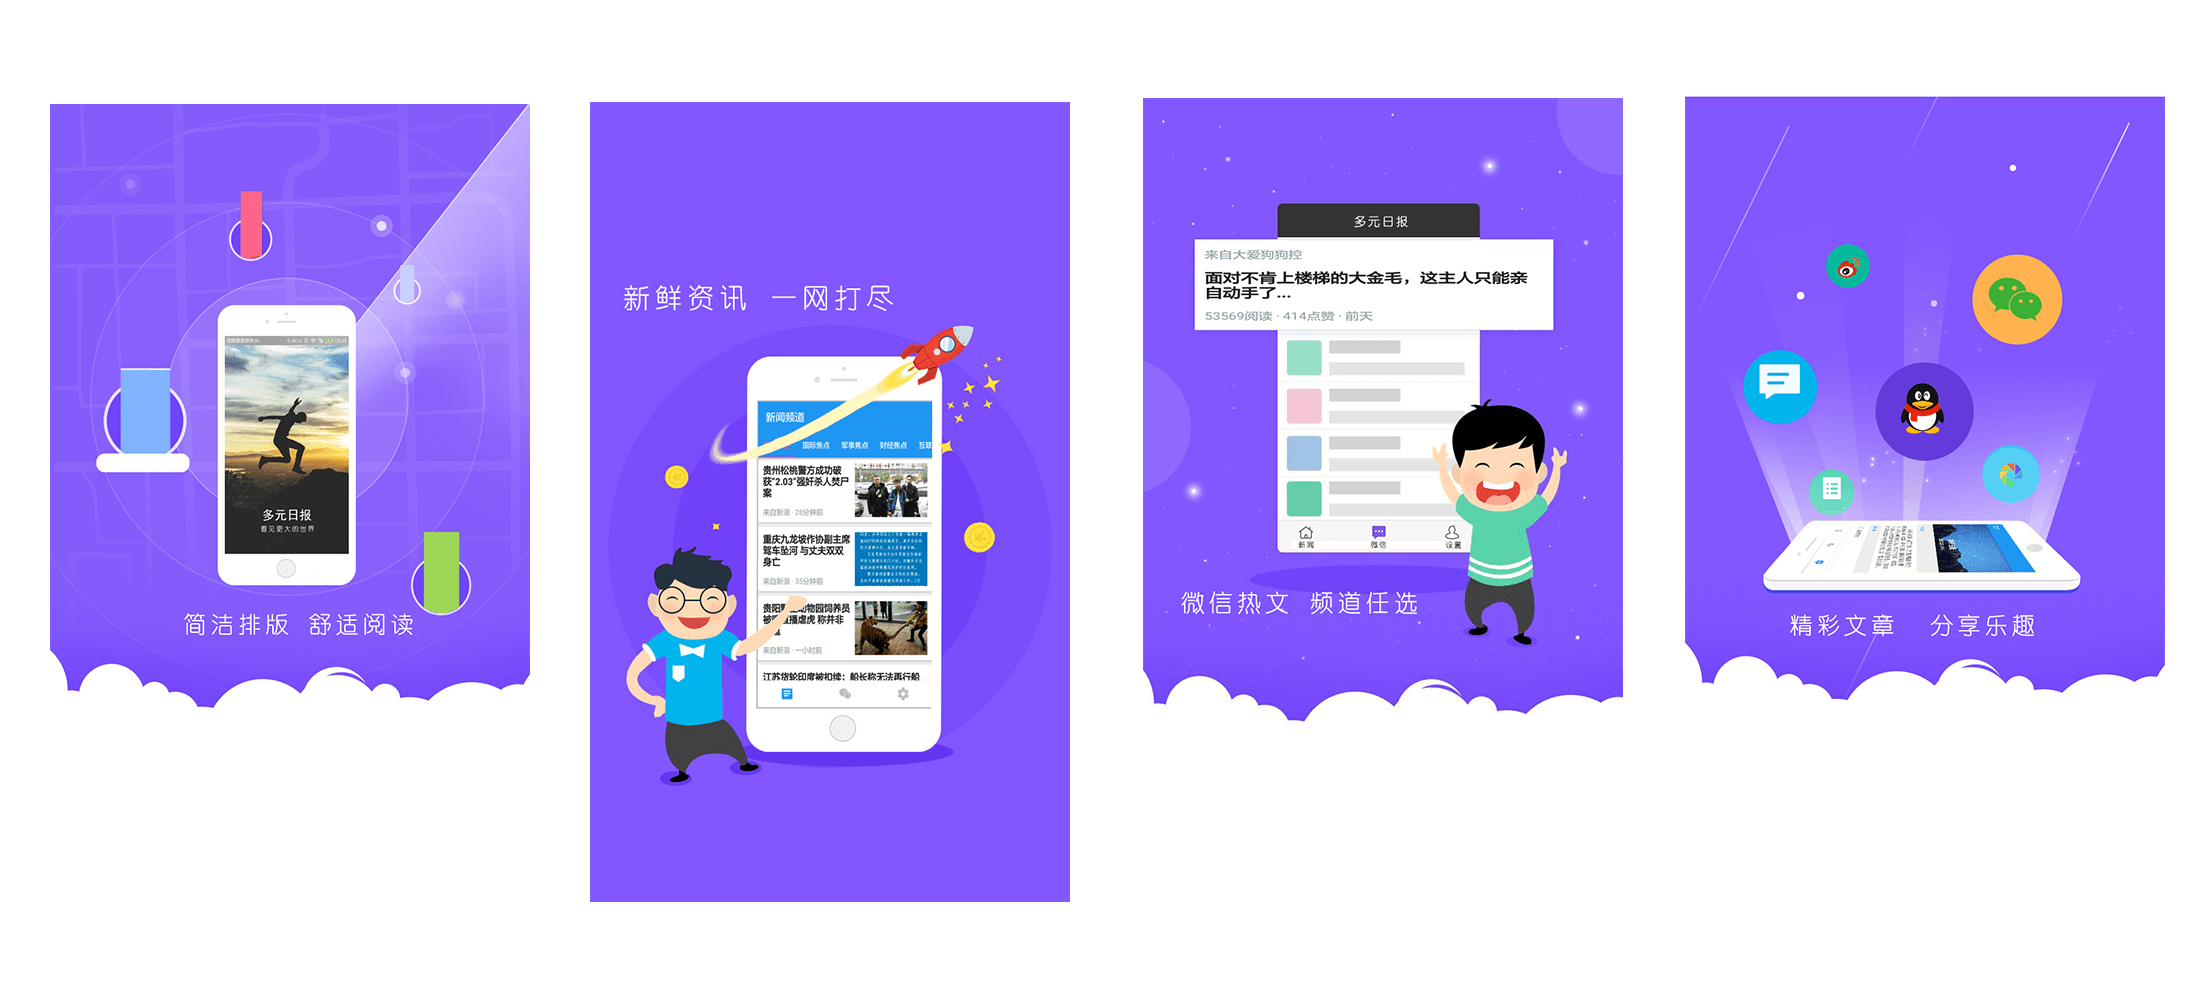 多元日报
看见更大的世界
简洁排版 舒适阅读
新鲜资讯 一网打尽
新闻频道
国际焦点 军事焦点 财经焦点 互联
贵州松桃警方成功破
获"2.03"强奸杀人焚尸
案
来自新浪 · 28分钟前
重庆九龙坡作协副主席
驾车坠河 与丈夫双双
身亡
来自新浪 · 35分钟前
贵阳 动物园饲养员
被 直播虐虎 称并非
来自新浪 · 一小时前
江苏货轮印度被扣续：船长称无法再行船
多元日报
来自大爱狗狗控
面对不肯上楼梯的大金毛，这主人只能亲
自动手了...
53569阅读 · 414点赞 · 前天
新闻 微信 设置
微信热文 频道任选
精彩文章 分享乐趣